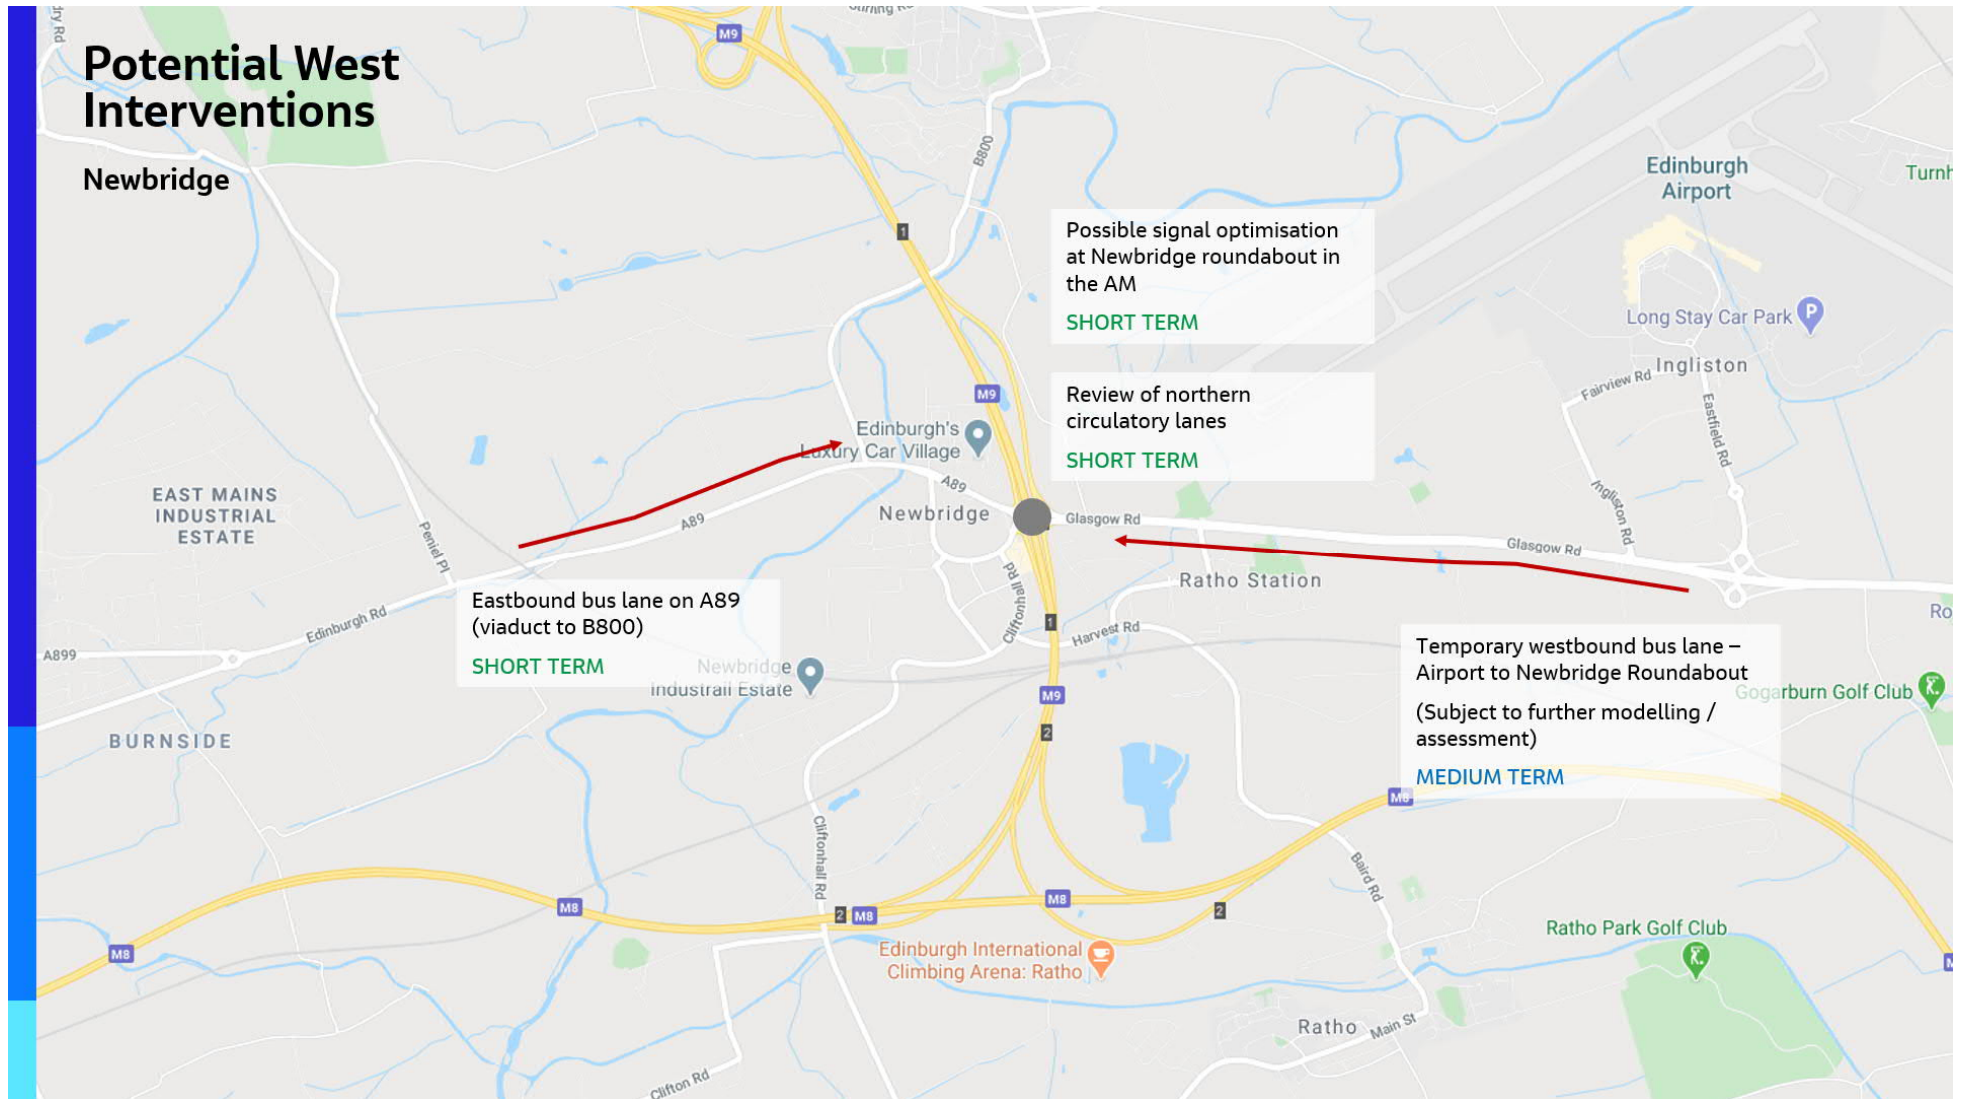 Potential West
Interventions
Newbridge
M9
B800
Edinburgh
Airport
1
Possible signal optimisation
at Newbridge roundabout in
the AM
SHORT TERM
Long Stay Car Park
P
Ingliston
Fairview Rd
Eastfield Rd
M9
Review of northern
circulatory lanes
SHORT TERM
Edinburgh's
Luxury Car Village
A89
A89
Newbridge
Glasgow Rd
Glasgow Rd
Ingliston Rd
EAST MAINS
INDUSTRIAL
ESTATE
Peniel Pl
Ratho Station
Cliftonhall Rd
Harvest Rd
1
Edinburgh Rd
A899
Eastbound bus lane on A89
(viaduct to B800)
SHORT TERM
Newbridge
Industrail Estate
M9
2
Temporary westbound bus lane –
Airport to Newbridge Roundabout
(Subject to further modelling /
assessment)
MEDIUM TERM
Gogarburn Golf Club
BURNSIDE
M8
Cliftonhall Rd
Baird Rd
M8
2
M8
M8
2
M8
Edinburgh International
Climbing Arena: Ratho
Ratho Park Golf Club
Ratho
Main St
Clifton Rd